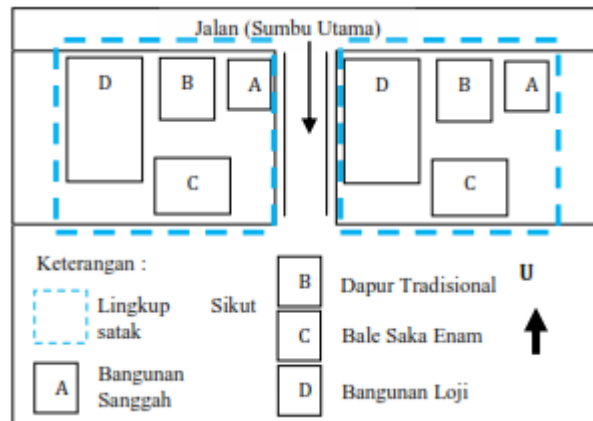 Jalan (Sumbu Utama)
D B A D B A
C C
Keterangan :
Lingkup Sikut
satak
A Bangunan
Sanggah
B Dapur Tradisional
C Bale Saka Enam
D Bangunan Loji
U